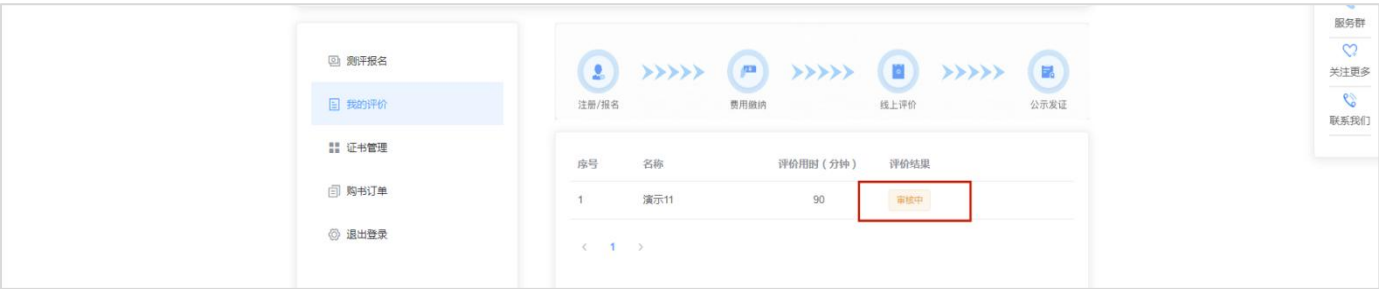 服务群
关注更多
联系我们
测评报名
我的评价
证书管理
购书订单
退出登录
注册/报名 费用缴纳 线上评价 公示发证
序号 名称 评价用时（分钟） 评价结果
1 演示11 90 审核中
< 1 >